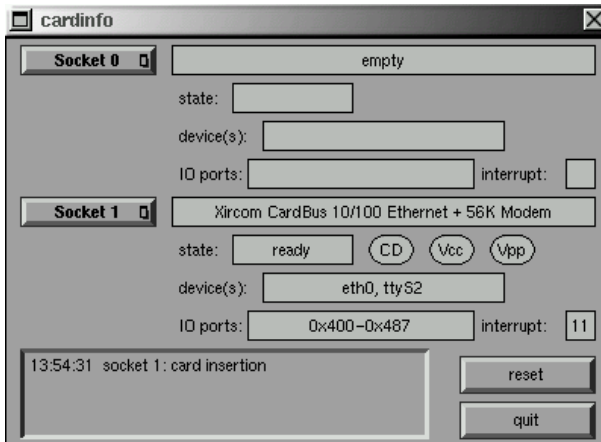 cardinfo
Socket 0 empty
state:
device(s):
IO ports: interrupt:
Socket 1 Xircom CardBus 10/100 Ethernet + 56K Modem
state: ready CD Vcc Vpp
device(s): eth0, ttyS2
IO ports: 0x400-0x487 interrupt: 11
13:54:31 socket 1: card insertion
reset
quit